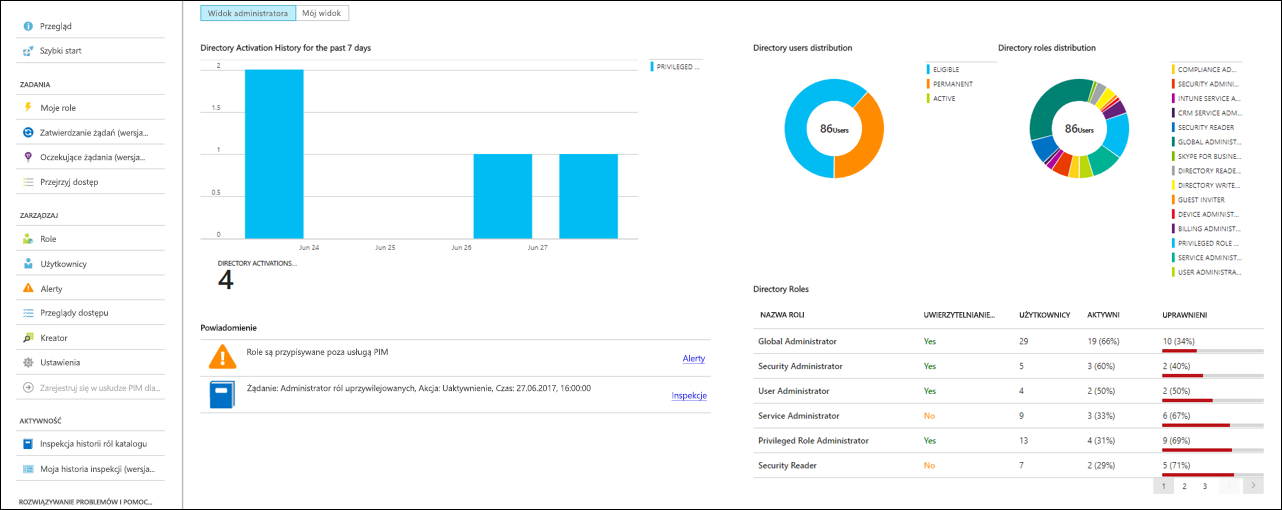 Przegląd
Szybki start
ZADANIA
Moje role
Zatwierdzanie żądań (wersja...
Oczekujące żądania (wersja...
Przejrzyj dostęp
ZARZĄDZAJ
Role
Użytkownicy
Alerty
Przeglądy dostępu
Kreator
Ustawienia
Zarejestruj się w usłudze PIM dla...
AKTYWNOŚĆ
Inspekcja historii ról katalogu
Moja historia inspekcji (wersja...
ROZWIĄZYWANIE PROBLEMÓW I POMOC...
Widok administratora Mój widok
Directory Activation History for the past 7 days
2
1.5
1
0.5
0
Jun 24 Jun 25 Jun 26 Jun 27
PRIVILEGED ...
DIRECTORY ACTIVATIONS...
4
Powiadomienie
Role są przypisywane poza usługą PIM
Alerty
Żądanie: Administrator ról uprzywilejowanych, Akcja: Uaktywnienie, Czas: 27.06.2017, 16:00:00
Inspekcje
Directory users distribution
86Users
ELIGIBLE
PERMANENT
ACTIVE
Directory roles distribution
86Users
COMPLIANCE AD...
SECURITY ADMINI...
INTUNE SERVICE A...
CRM SERVICE ADM...
SECURITY READER
GLOBAL ADMINIST...
SKYPE FOR BUSINE...
DIRECTORY READE...
DIRECTORY WRITE...
GUEST INVITER
DEVICE ADMINIST...
BILLING ADMINIST...
PRIVILEGED ROLE ...
SERVICE ADMINIST...
USER ADMINISTRA...
Directory Roles
NAZWA ROLI UWIERZYTELNIANIE... UŻYTKOWNICY AKTYWNI UPRAWNIENI
Global Administrator Yes 29 19 (66%) 10 (34%)
Security Administrator Yes 5 3 (60%) 2 (40%)
User Administrator Yes 4 2 (50%) 2 (50%)
Service Administrator No 9 3 (33%) 6 (67%)
Privileged Role Administrator Yes 13 4 (31%) 9 (69%)
Security Reader No 7 2 (29%) 5 (71%)
1 2 3